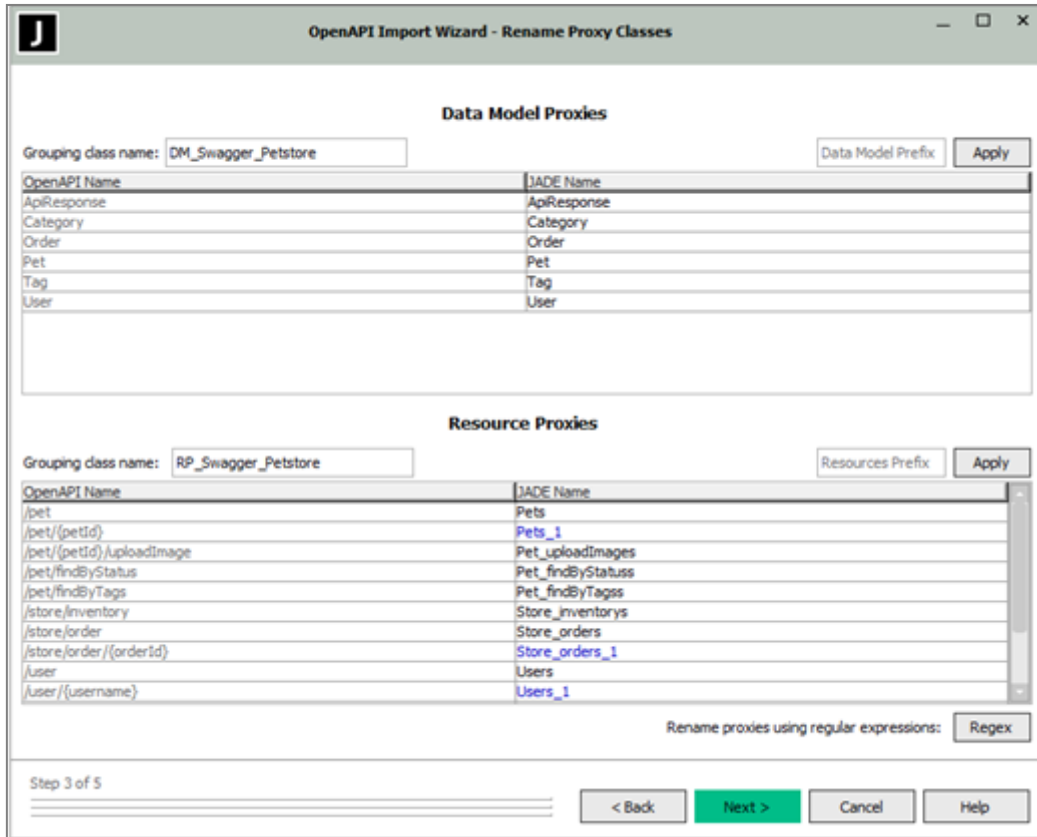 J
OpenAPI Import Wizard - Rename Proxy Classes
Data Model Proxies
Grouping class name: DM_Swagger_Petstore Data Model Prefix Apply
OpenAPI Name JADE Name
ApiResponse ApiResponse
Category Category
Order Order
Pet Pet
Tag Tag
User User
Resource Proxies
Grouping class name: RP_Swagger_Petstore Resources Prefix Apply
OpenAPI Name JADE Name
/pet Pets
/pet/{petId} Pets_1
/pet/{petId}/uploadImage Pet_uploadImages
/pet/findByStatus Pet_findByStatuss
/pet/findByTags Pet_findByTagss
/store/inventory Store_inventorys
/store/order Store_orders
/store/order/{orderId} Store_orders_1
/user Users
/user/{username} Users_1
Rename proxies using regular expressions: Regex
Step 3 of 5
< Back Next > Cancel Help